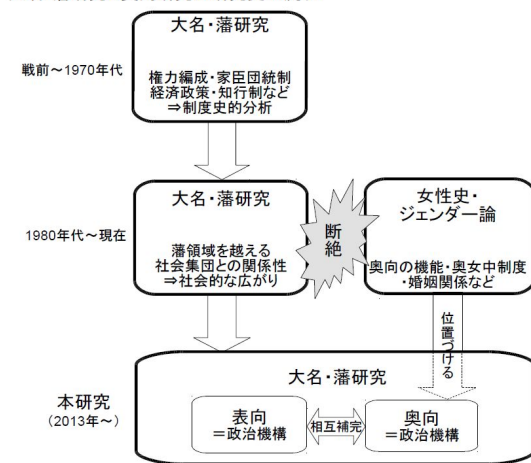 大名・藩研究
戦前~1970年代
権力編成・家臣団統制
経済政策・知行制など
⇒制度史的分析
大名・藩研究
1980年代~現在
藩領域を越える
社会集団との関係性
⇒社会的な広がり
断絶
女性史・
ジェンダー論
奥向の機能・奥女中制度
・婚姻関係など
位置づける
大名・藩研究
本研究
(2013年~)
表向
=政治機構
相互補完
奥向
=政治機構